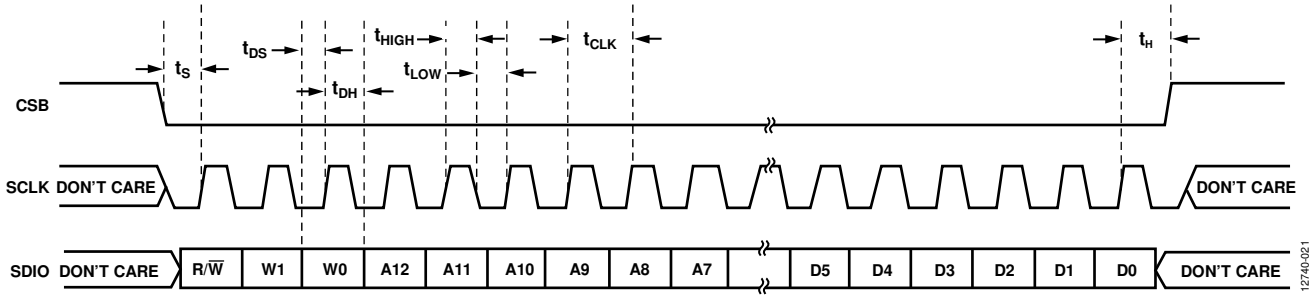 tDS
tHIGH
tCLK
tH
tS
tLOW
tDH
CSB
SCLK DON'T CARE
DON'T CARE
SDIO DON'T CARE R/W̅ W1 W0 A12 A11 A10 A9 A8 A7 D5 D4 D3 D2 D1 D0 DON'T CARE
12740-021